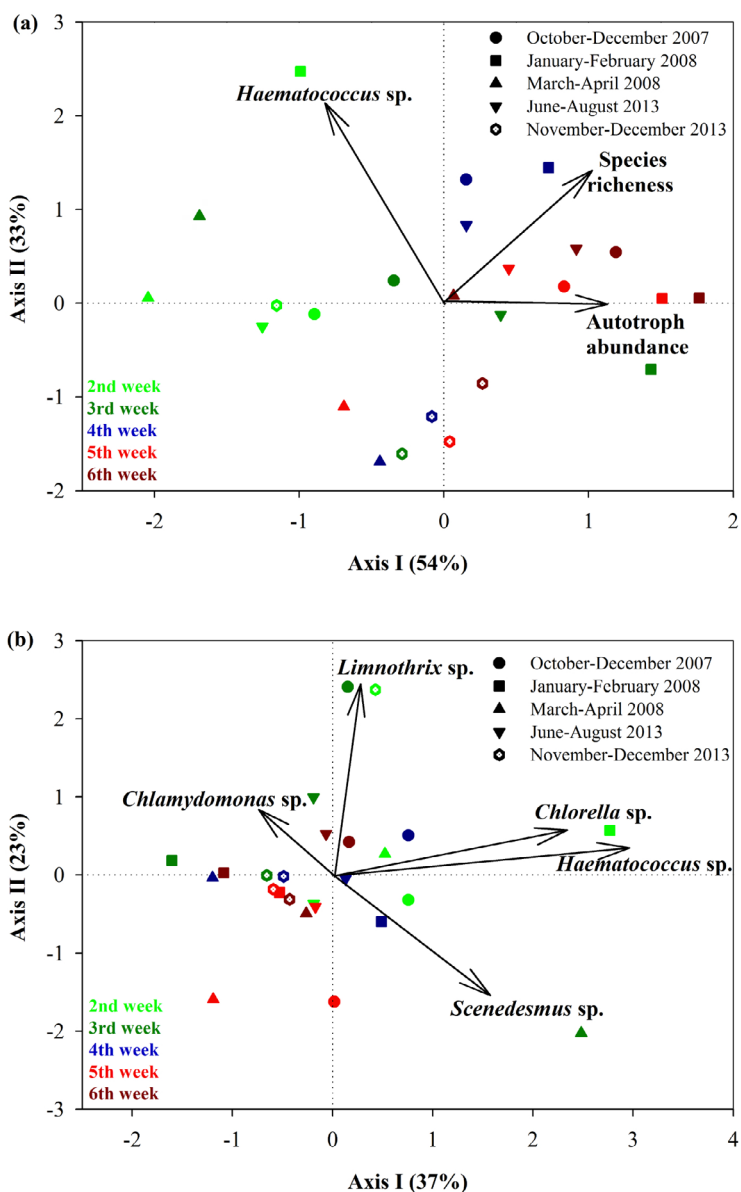 (a)
3
2
1
0
-1
-2
Axis II (33%)
October-December 2007
January-February 2008
March-April 2008
June-August 2013
November-December 2013
Haematococcus sp.
Species
richeness
Autotroph
abundance
2nd week
3rd week
4th week
5th week
6th week
-2
-1
0
1
2
Axis I (54%)
(b)
3
2
1
0
-1
-2
-3
Axis II (23%)
October-December 2007
January-February 2008
March-April 2008
June-August 2013
November-December 2013
Limnothrix sp.
Chlamydomonas sp.
Chlorella sp.
Haematococcus sp.
Scenedesmus sp.
2nd week
3rd week
4th week
5th week
6th week
-2
-1
0
1
2
3
4
Axis I (37%)